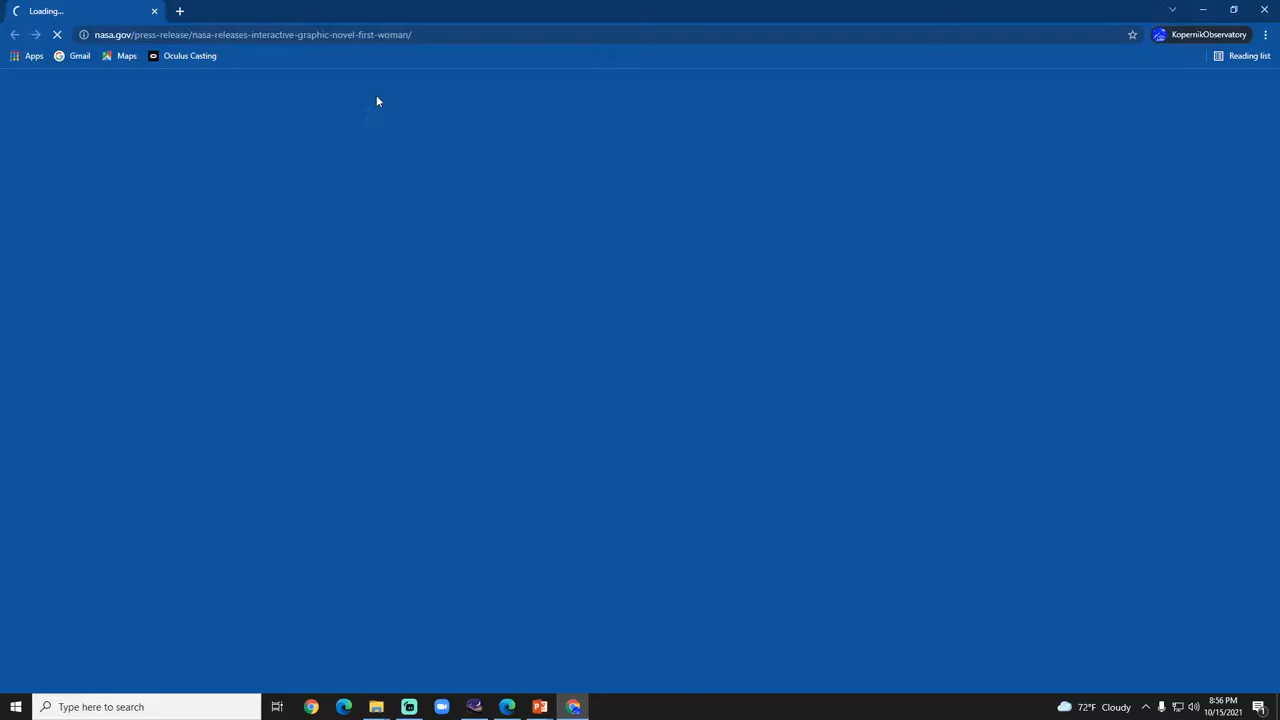 Loading...
nasa.gov/press-release/nasa-releases-interactive-graphic-novel-first-woman/
KopernikObservatory
Apps
Gmail
Maps
Oculus Casting
Reading list
Type here to search
72°F Cloudy
8:56 PM
10/15/2021